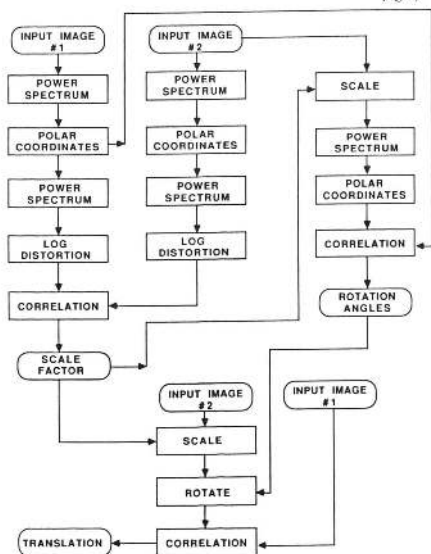 INPUT IMAGE
#1
POWER
SPECTRUM
POLAR
COORDINATES
POWER
SPECTRUM
LOG
DISTORTION
CORRELATION
SCALE
FACTOR
INPUT IMAGE
#2
POWER
SPECTRUM
POLAR
COORDINATES
POWER
SPECTRUM
LOG
DISTORTION
SCALE
POWER
SPECTRUM
POLAR
COORDINATES
CORRELATION
ROTATION
ANGLES
INPUT IMAGE
#2
SCALE
ROTATE
CORRELATION
TRANSLATION
INPUT IMAGE
#1